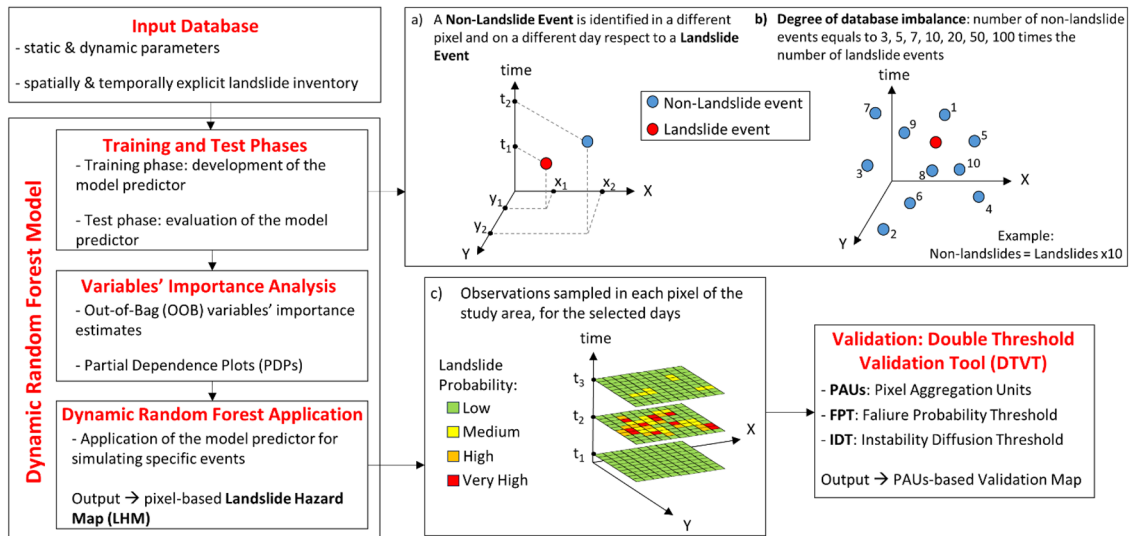 Input Database
- static & dynamic parameters
- spatially & temporally explicit landslide inventory
Dynamic Random Forest Model
Training and Test Phases
- Training phase: development of the
model predictor
- Test phase: evaluation of the model
predictor
Variables' Importance Analysis
- Out-of-Bag (OOB) variables' importance
estimates
- Partial Dependence Plots (PDPs)
Dynamic Random Forest Application
- Application of the model predictor for
simulating specific events
Output → pixel-based Landslide Hazard
Map (LHM)
a) A Non-Landslide Event is identified in a different
pixel and on a different day respect to a Landslide
Event
time
t2
t1
x1
x2
X
y1
y2
Y
Non-Landslide event
Landslide event
b) Degree of database imbalance: number of non-landslide
events equals to 3, 5, 7, 10, 20, 50, 100 times the
number of landslide events
time
7
1
9
5
3
8
10
X
6
4
2
Y
Example:
Non-landslides = Landslides x10
c) Observations sampled in each pixel of the
study area, for the selected days
Landslide
Probability:
Low
Medium
High
Very High
time
t3
t2
t1
X
Y
Validation: Double Threshold
Validation Tool (DTVT)
- PAUs: Pixel Aggregation Units
- FPT: Faliure Probability Threshold
- IDT: Instability Diffusion Threshold
Output → PAUs-based Validation Map